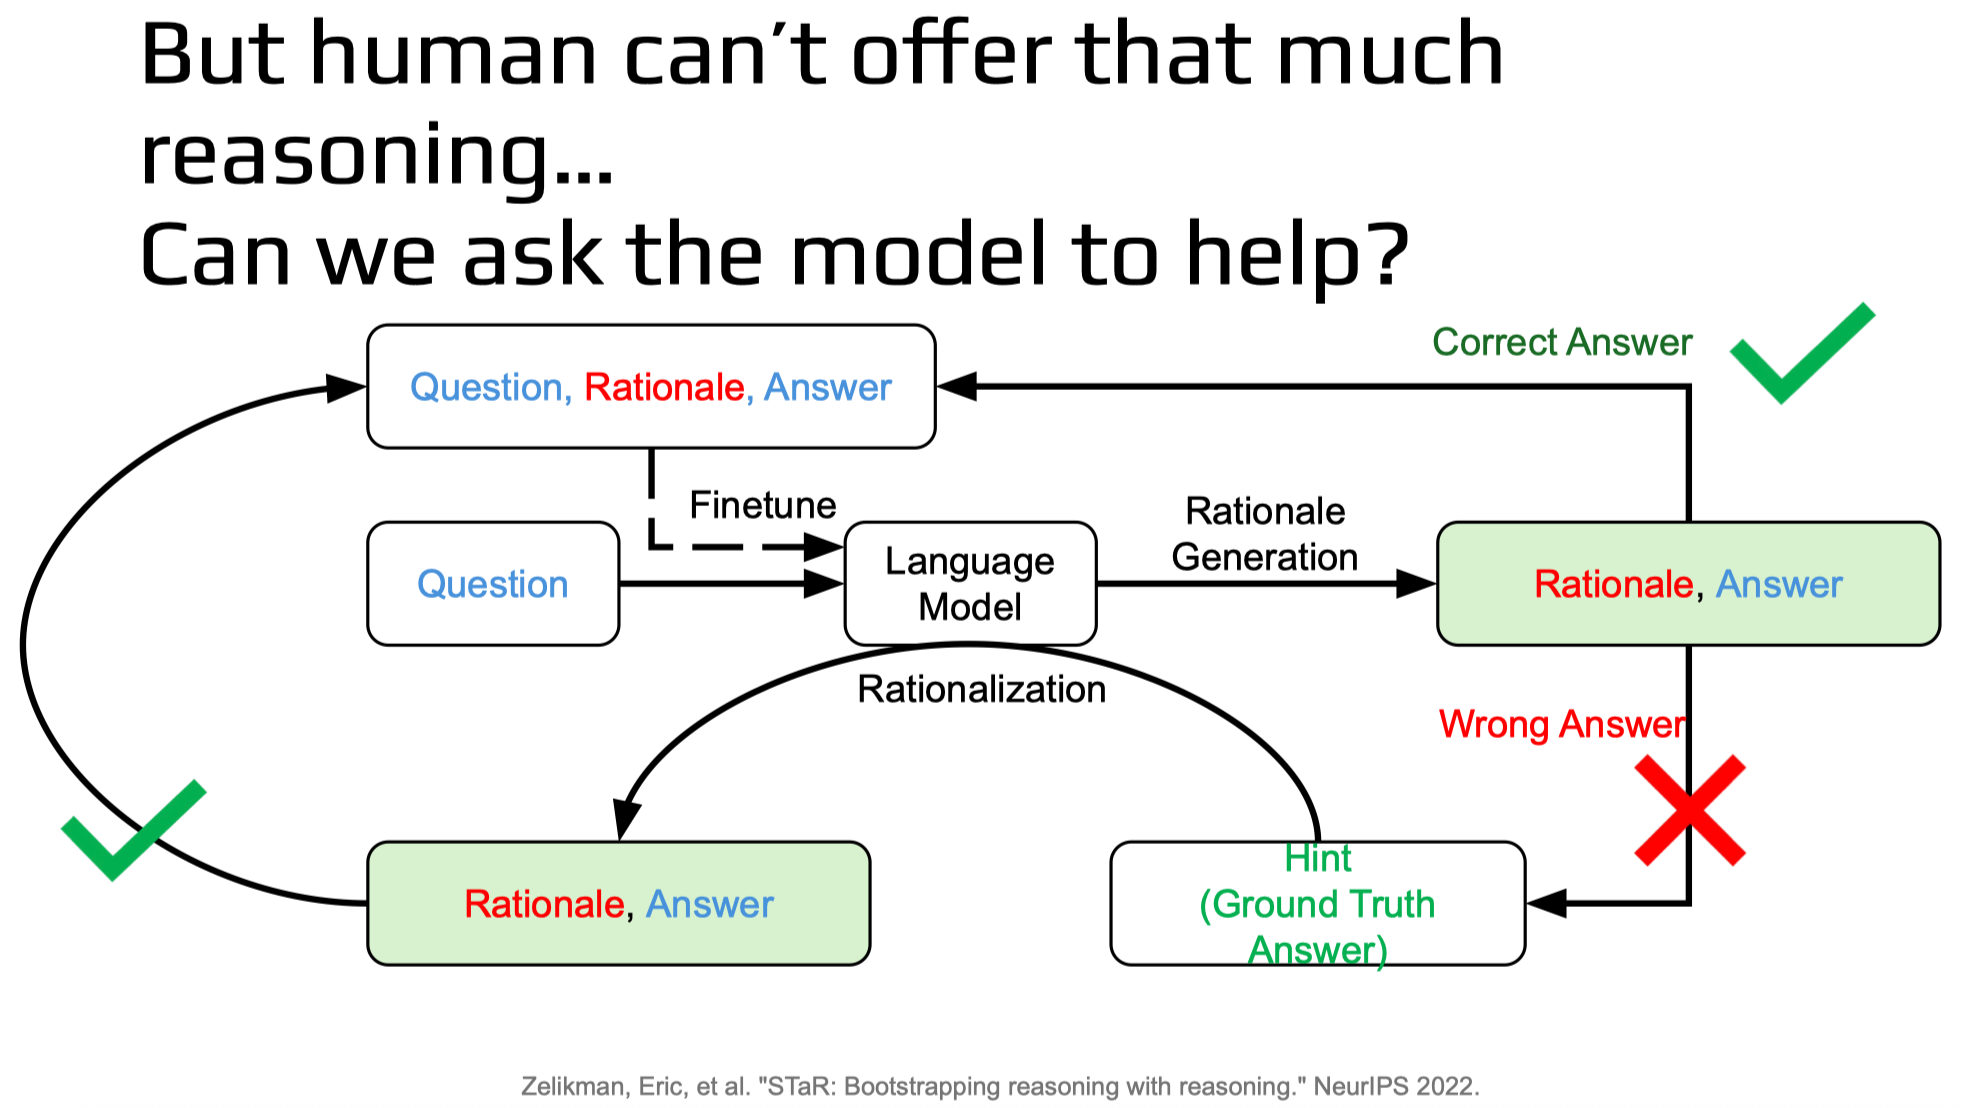 But human can’t offer that much
reasoning...
Can we ask the model to help?
Correct Answer
Question, Rationale, Answer
Finetune
Rationale
Generation
Question
Language
Model
Rationale, Answer
Rationalization
Wrong Answer
Rationale, Answer
Hint
(Ground Truth
Answer)
Zelikman, Eric, et al. "STaR: Bootstrapping reasoning with reasoning." NeurIPS 2022.